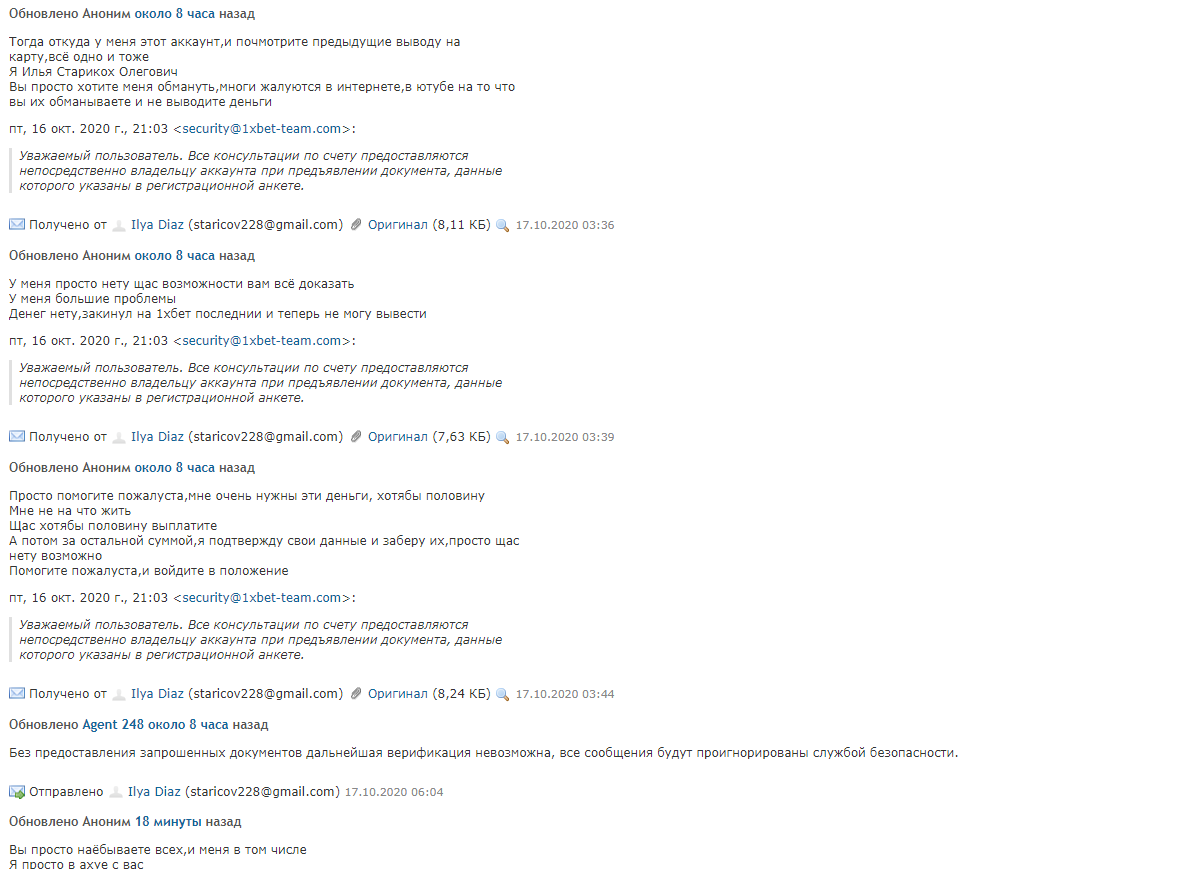 Обновлено Аноним около 8 часа назад
Тогда откуда у меня этот аккаунт,и почмотрите предыдущие выводу на
карту,всё одно и тоже
Я Илья Старикох Олегович
Вы просто хотите меня обмануть,многи жалуются в интернете,в ютубе на то что
вы их обманываете и не выводите деньги
пт, 16 окт. 2020 г., 21:03 <security@1xbet-team.com>:
Уважаемый пользователь. Все консультации по счету предоставляются
непосредственно владельцу аккаунта при предъявлении документа, данные
которого указаны в регистрационной анкете.
Получено от Ilya Diaz (staricov228@gmail.com) Оригинал (8,11 КБ) 17.10.2020 03:36
Обновлено Аноним около 8 часа назад
У меня просто нету щас возможности вам всё доказать
У меня большие проблемы
Денег нету,закинул на 1хбет последнии и теперь не могу вывести
пт, 16 окт. 2020 г., 21:03 <security@1xbet-team.com>:
Уважаемый пользователь. Все консультации по счету предоставляются
непосредственно владельцу аккаунта при предъявлении документа, данные
которого указаны в регистрационной анкете.
Получено от Ilya Diaz (staricov228@gmail.com) Оригинал (7,63 КБ) 17.10.2020 03:39
Обновлено Аноним около 8 часа назад
Просто помогите пожалуста,мне очень нужны эти деньги, хотябы половину
Мне не на что жить
Щас хотябы половину выплатите
А потом за остальной суммой,я подтвержду свои данные и заберу их,просто щас
нету возможно
Помогите пожалуста,и войдите в положение
пт, 16 окт. 2020 г., 21:03 <security@1xbet-team.com>:
Уважаемый пользователь. Все консультации по счету предоставляются
непосредственно владельцу аккаунта при предъявлении документа, данные
которого указаны в регистрационной анкете.
Получено от Ilya Diaz (staricov228@gmail.com) Оригинал (8,24 КБ) 17.10.2020 03:44
Обновлено Agent 248 около 8 часа назад
Без предоставления запрошенных документов дальнейшая верификация невозможна, все сообщения будут проигнорированы службой безопасности.
Отправлено Ilya Diaz (staricov228@gmail.com) 17.10.2020 06:04
Обновлено Аноним 18 минуты назад
Вы просто наёбываете всех,и меня в том числе
Я просто в ахуе с вас